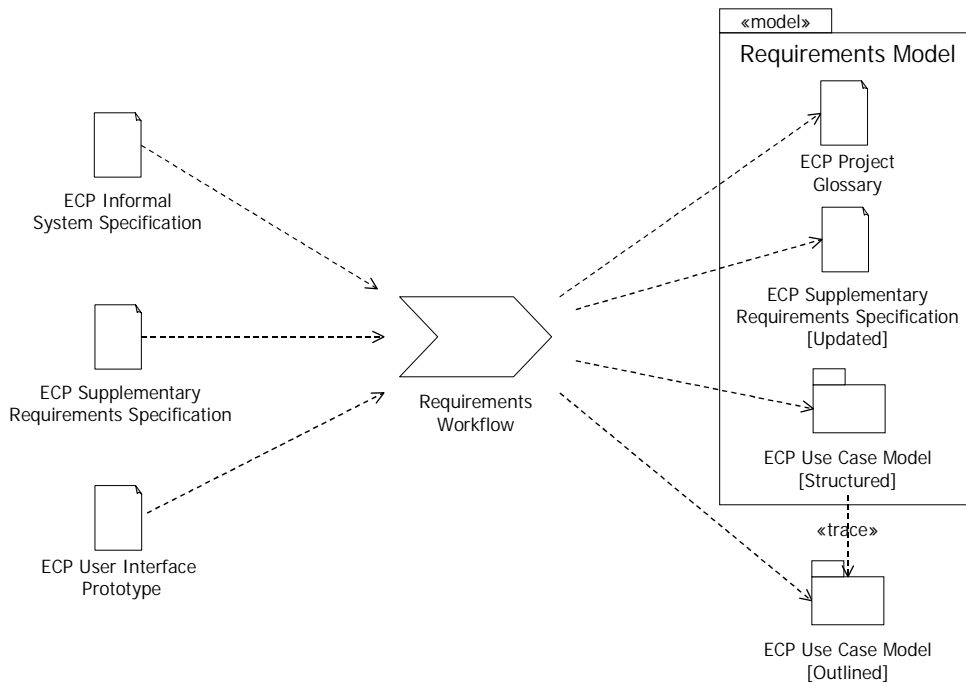 «model»
Requirements Model
ECP Project
Glossary
ECP Informal
System Specification
ECP Supplementary
Requirements Specification
[Updated]
ECP Supplementary
Requirements Specification
Requirements
Workflow
ECP Use Case Model
[Structured]
«trace»
ECP User Interface
Prototype
ECP Use Case Model
[Outlined]